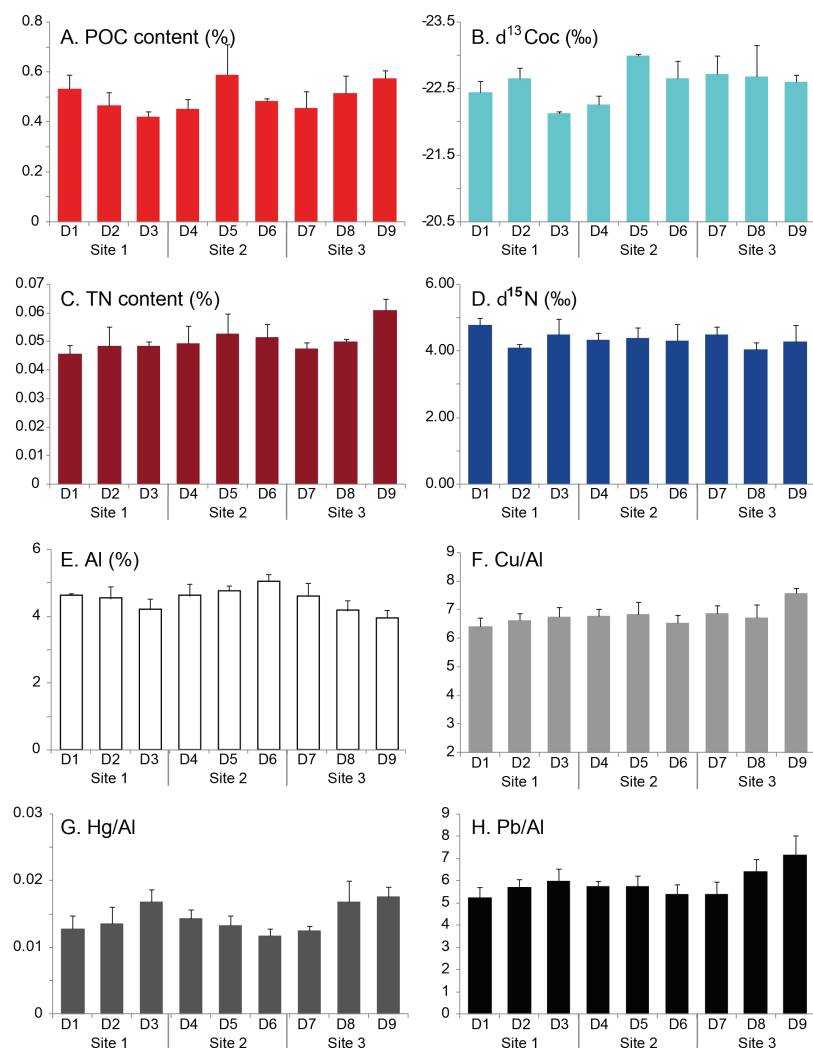 A. POC content (%)
0.8
0.6
0.4
0.2
0
D1 D2 D3 D4 D5 D6 D7 D8 D9
Site 1 Site 2 Site 3
B. d13Coc (‰)
-23.5
-22.5
-21.5
-20.5
D1 D2 D3 D4 D5 D6 D7 D8 D9
Site 1 Site 2 Site 3
C. TN content (%)
0.07
0.06
0.05
0.04
0.03
0.02
0.01
0
D1 D2 D3 D4 D5 D6 D7 D8 D9
Site 1 Site 2 Site 3
D. d15N (‰)
6.00
4.00
2.00
0.00
D1 D2 D3 D4 D5 D6 D7 D8 D9
Site 1 Site 2 Site 3
E. Al (%)
6
4
2
0
D1 D2 D3 D4 D5 D6 D7 D8 D9
Site 1 Site 2 Site 3
F. Cu/Al
9
8
7
6
5
4
3
2
D1 D2 D3 D4 D5 D6 D7 D8 D9
Site 1 Site 2 Site 3
G. Hg/Al
0.03
0.02
0.01
0
D1 D2 D3 D4 D5 D6 D7 D8 D9
Site 1 Site 2 Site 3
H. Pb/Al
9
8
7
6
5
4
3
2
1
0
D1 D2 D3 D4 D5 D6 D7 D8 D9
Site 1 Site 2 Site 3